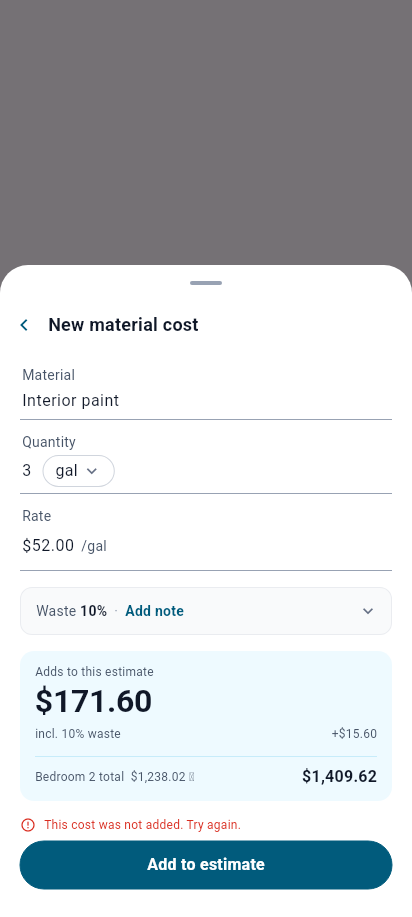 New material cost
Material
Interior paint
Quantity
3 gal
Rate
$52.00 /gal
Waste 10% · Add note
Adds to this estimate
$171.60
incl. 10% waste +$15.60
Bedroom 2 total $1,238.02 $1,409.62
This cost was not added. Try again.
Add to estimate